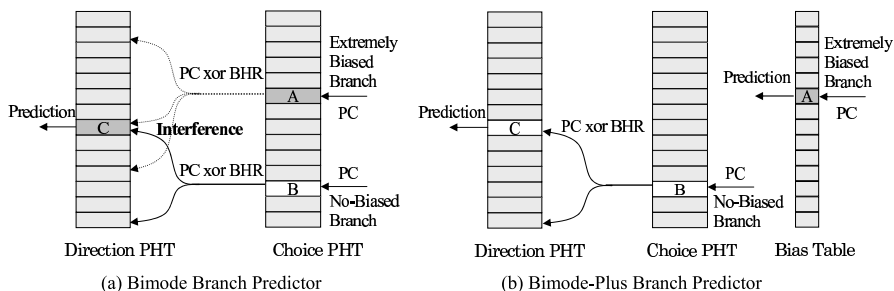 Extremely
Biased
Branch
PC xor BHR
A
PC
Prediction
C
Interference
PC xor BHR
PC
B
No-Biased
Branch
Direction PHT
Choice PHT
(a) Bimode Branch Predictor
Extremely
Biased
Branch
Prediction
A
PC
Prediction
C
PC xor BHR
PC
B
No-Biased
Branch
Direction PHT
Choice PHT
Bias Table
(b) Bimode-Plus Branch Predictor